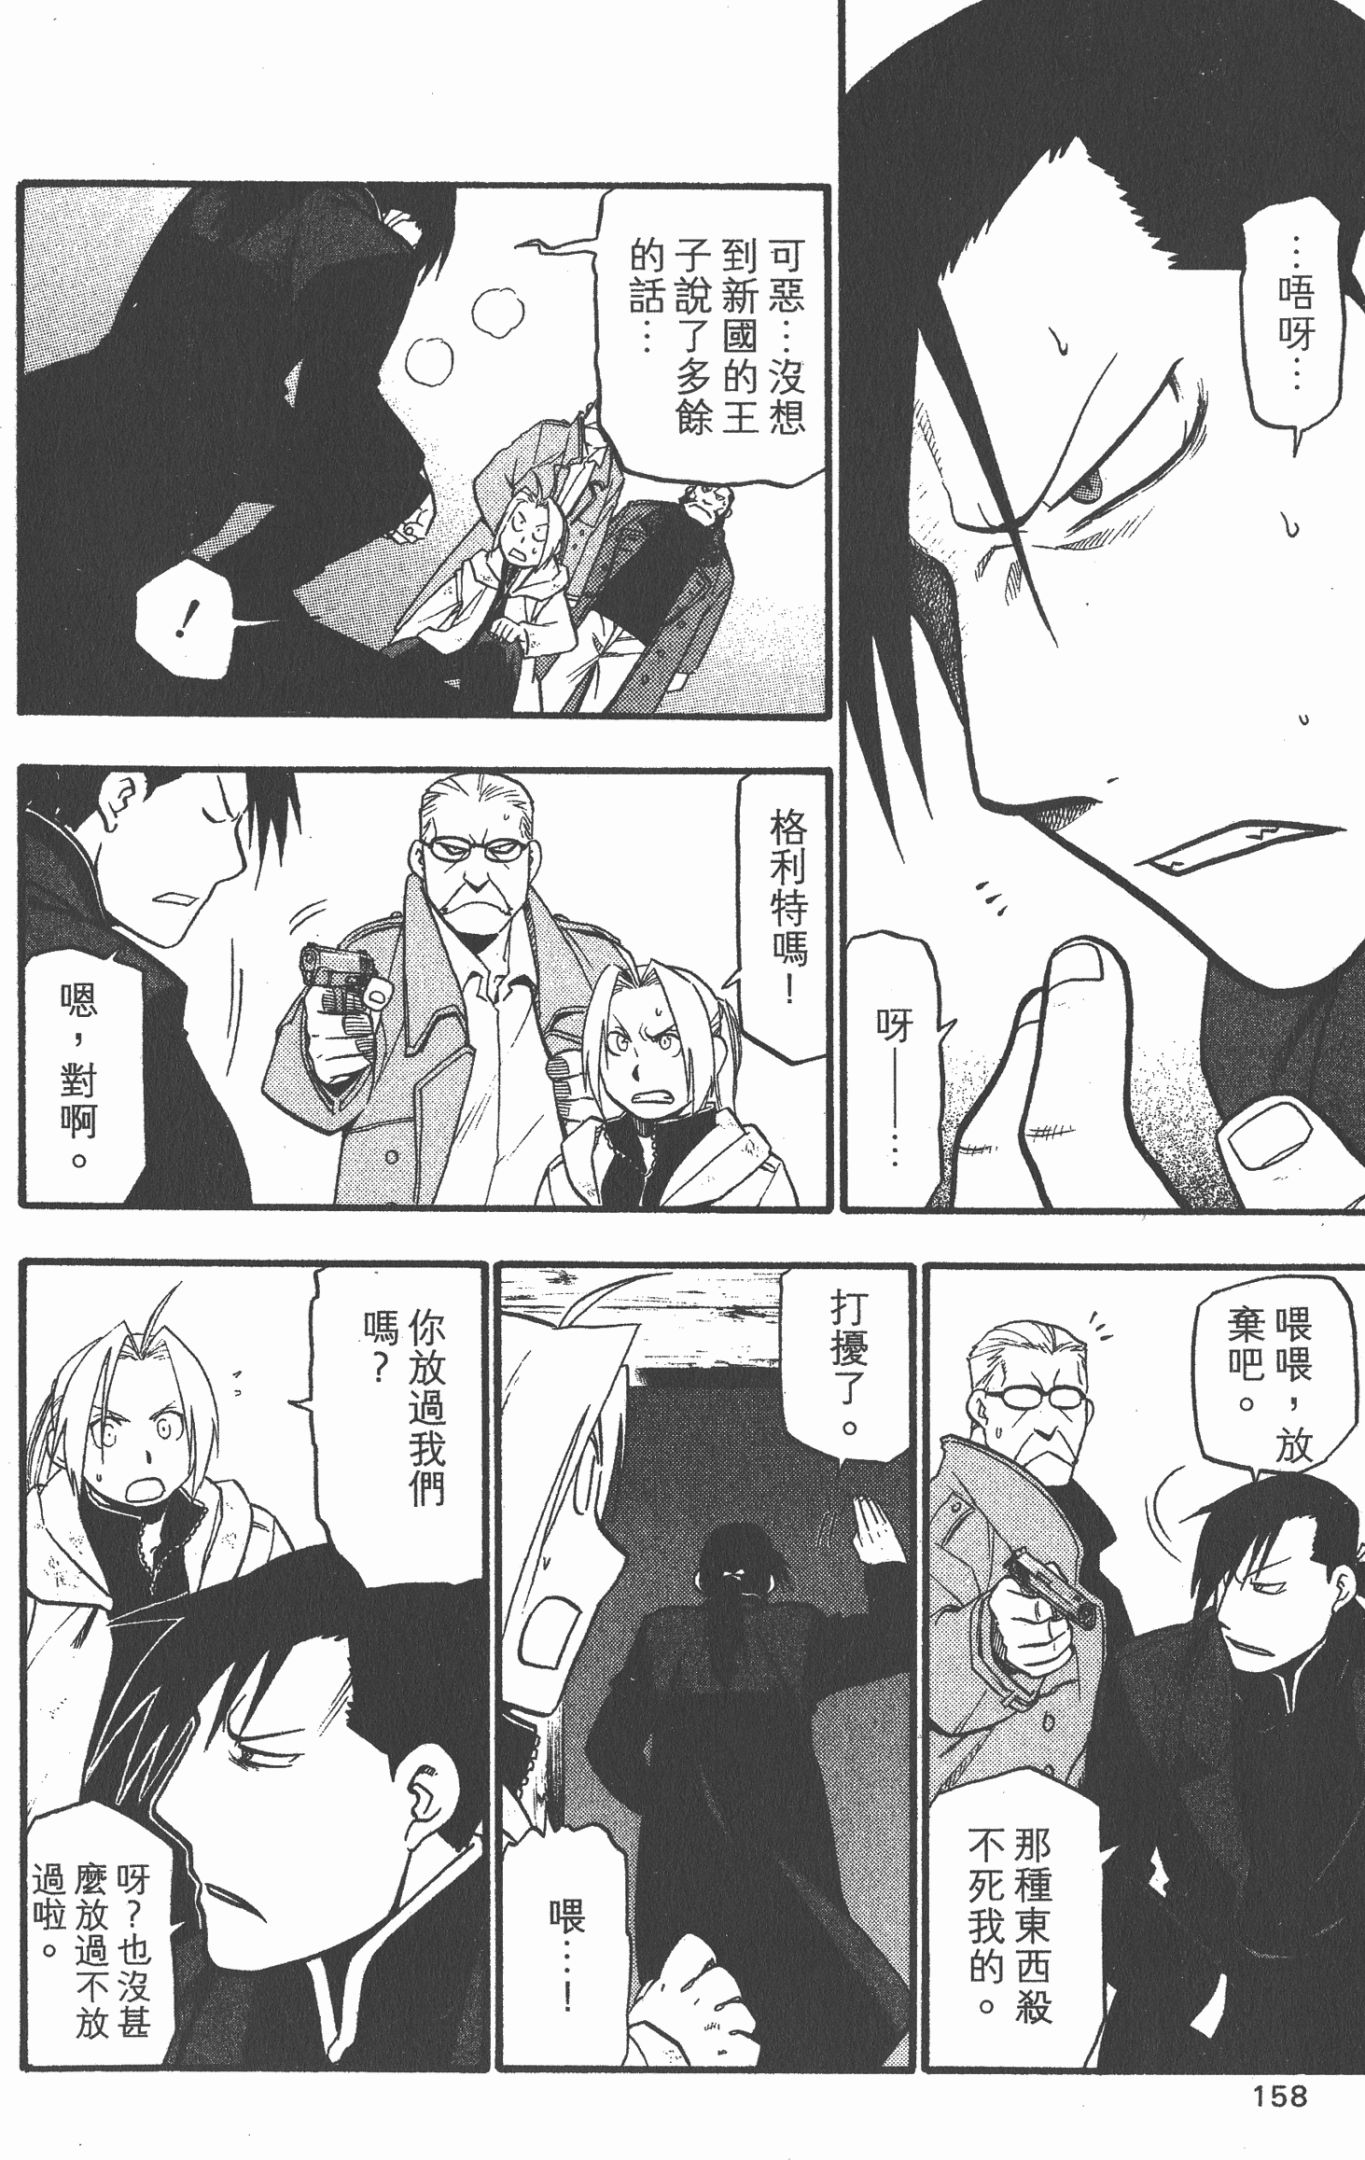 …唔呀…
呀——…
可惡…沒想
到新國的王
子說了多餘
的話…
！
格利特嗎！
嗯，對啊。
喂喂，放
棄吧。
那種東西殺
不死我的。
打擾了。
喂…！
你放過我們
嗎？
呀？也沒甚
麼放過不放
過啦。
158